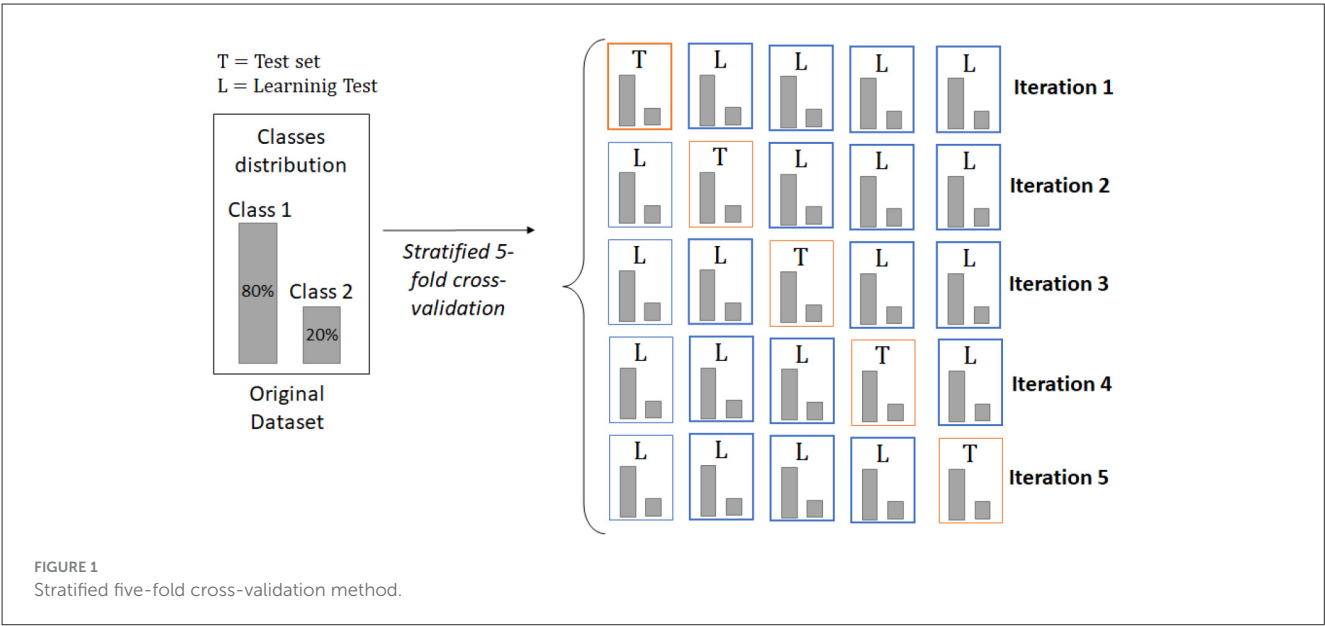 T = Test set
L = Learninig Test
Classes
distribution
Class 1
80%
Class 2
20%
Original
Dataset
Stratified 5-
fold cross-
validation
T L L L L Iteration 1
L T L L L Iteration 2
L L T L L Iteration 3
L L L T L Iteration 4
L L L L T Iteration 5
FIGURE 1
Stratified five-fold cross-validation method.